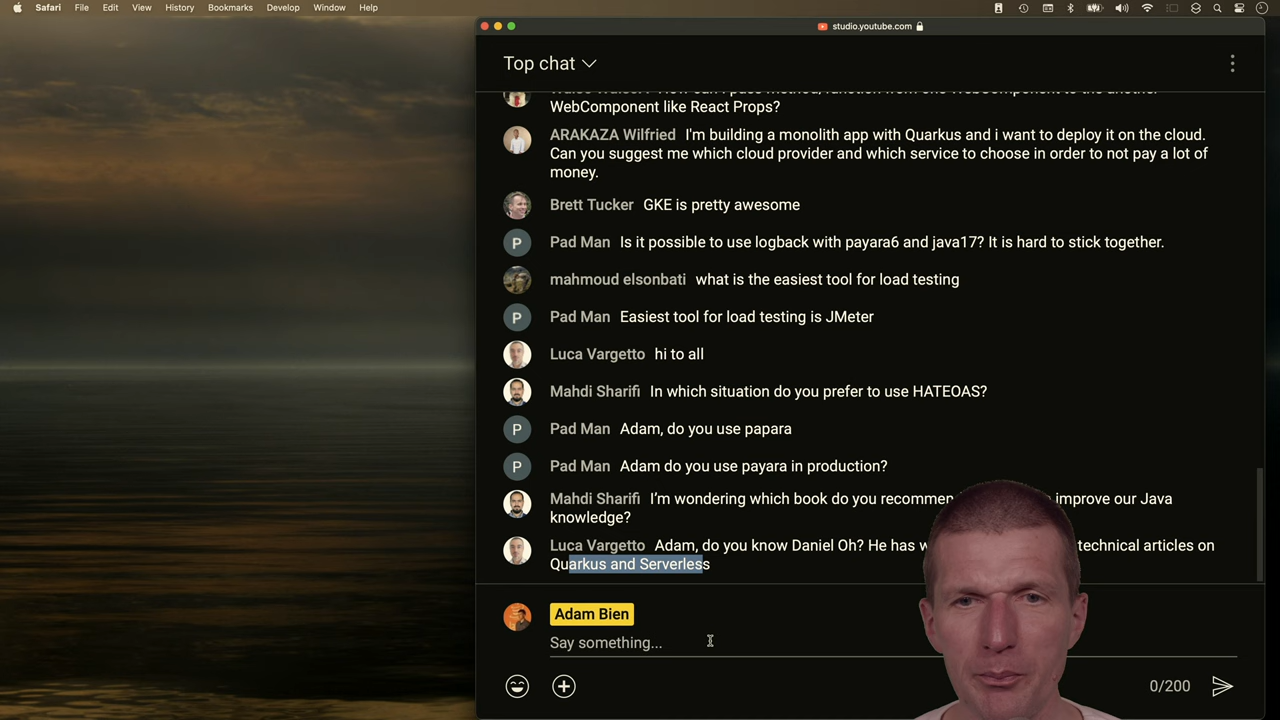 Safari File Edit View History Bookmarks Develop Window Help
studio.youtube.com
Top chat
WebComponent like React Props?
ARAKAZA Wilfried I'm building a monolith app with Quarkus and i want to deploy it on the cloud.
Can you suggest me which cloud provider and which service to choose in order to not pay a lot of
money.
Brett Tucker GKE is pretty awesome
P Pad Man Is it possible to use logback with payara6 and java17? It is hard to stick together.
mahmoud elsonbati what is the easiest tool for load testing
P Pad Man Easiest tool for load testing is JMeter
Luca Vargetto hi to all
Mahdi Sharifi In which situation do you prefer to use HATEOAS?
P Pad Man Adam, do you use papara
P Pad Man Adam do you use payara in production?
Mahdi Sharifi I'm wondering which book do you recommen improve our Java
knowledge?
Luca Vargetto Adam, do you know Daniel Oh? He has w technical articles on
Quarkus and Serverless
Adam Bien
Say something...
0/200